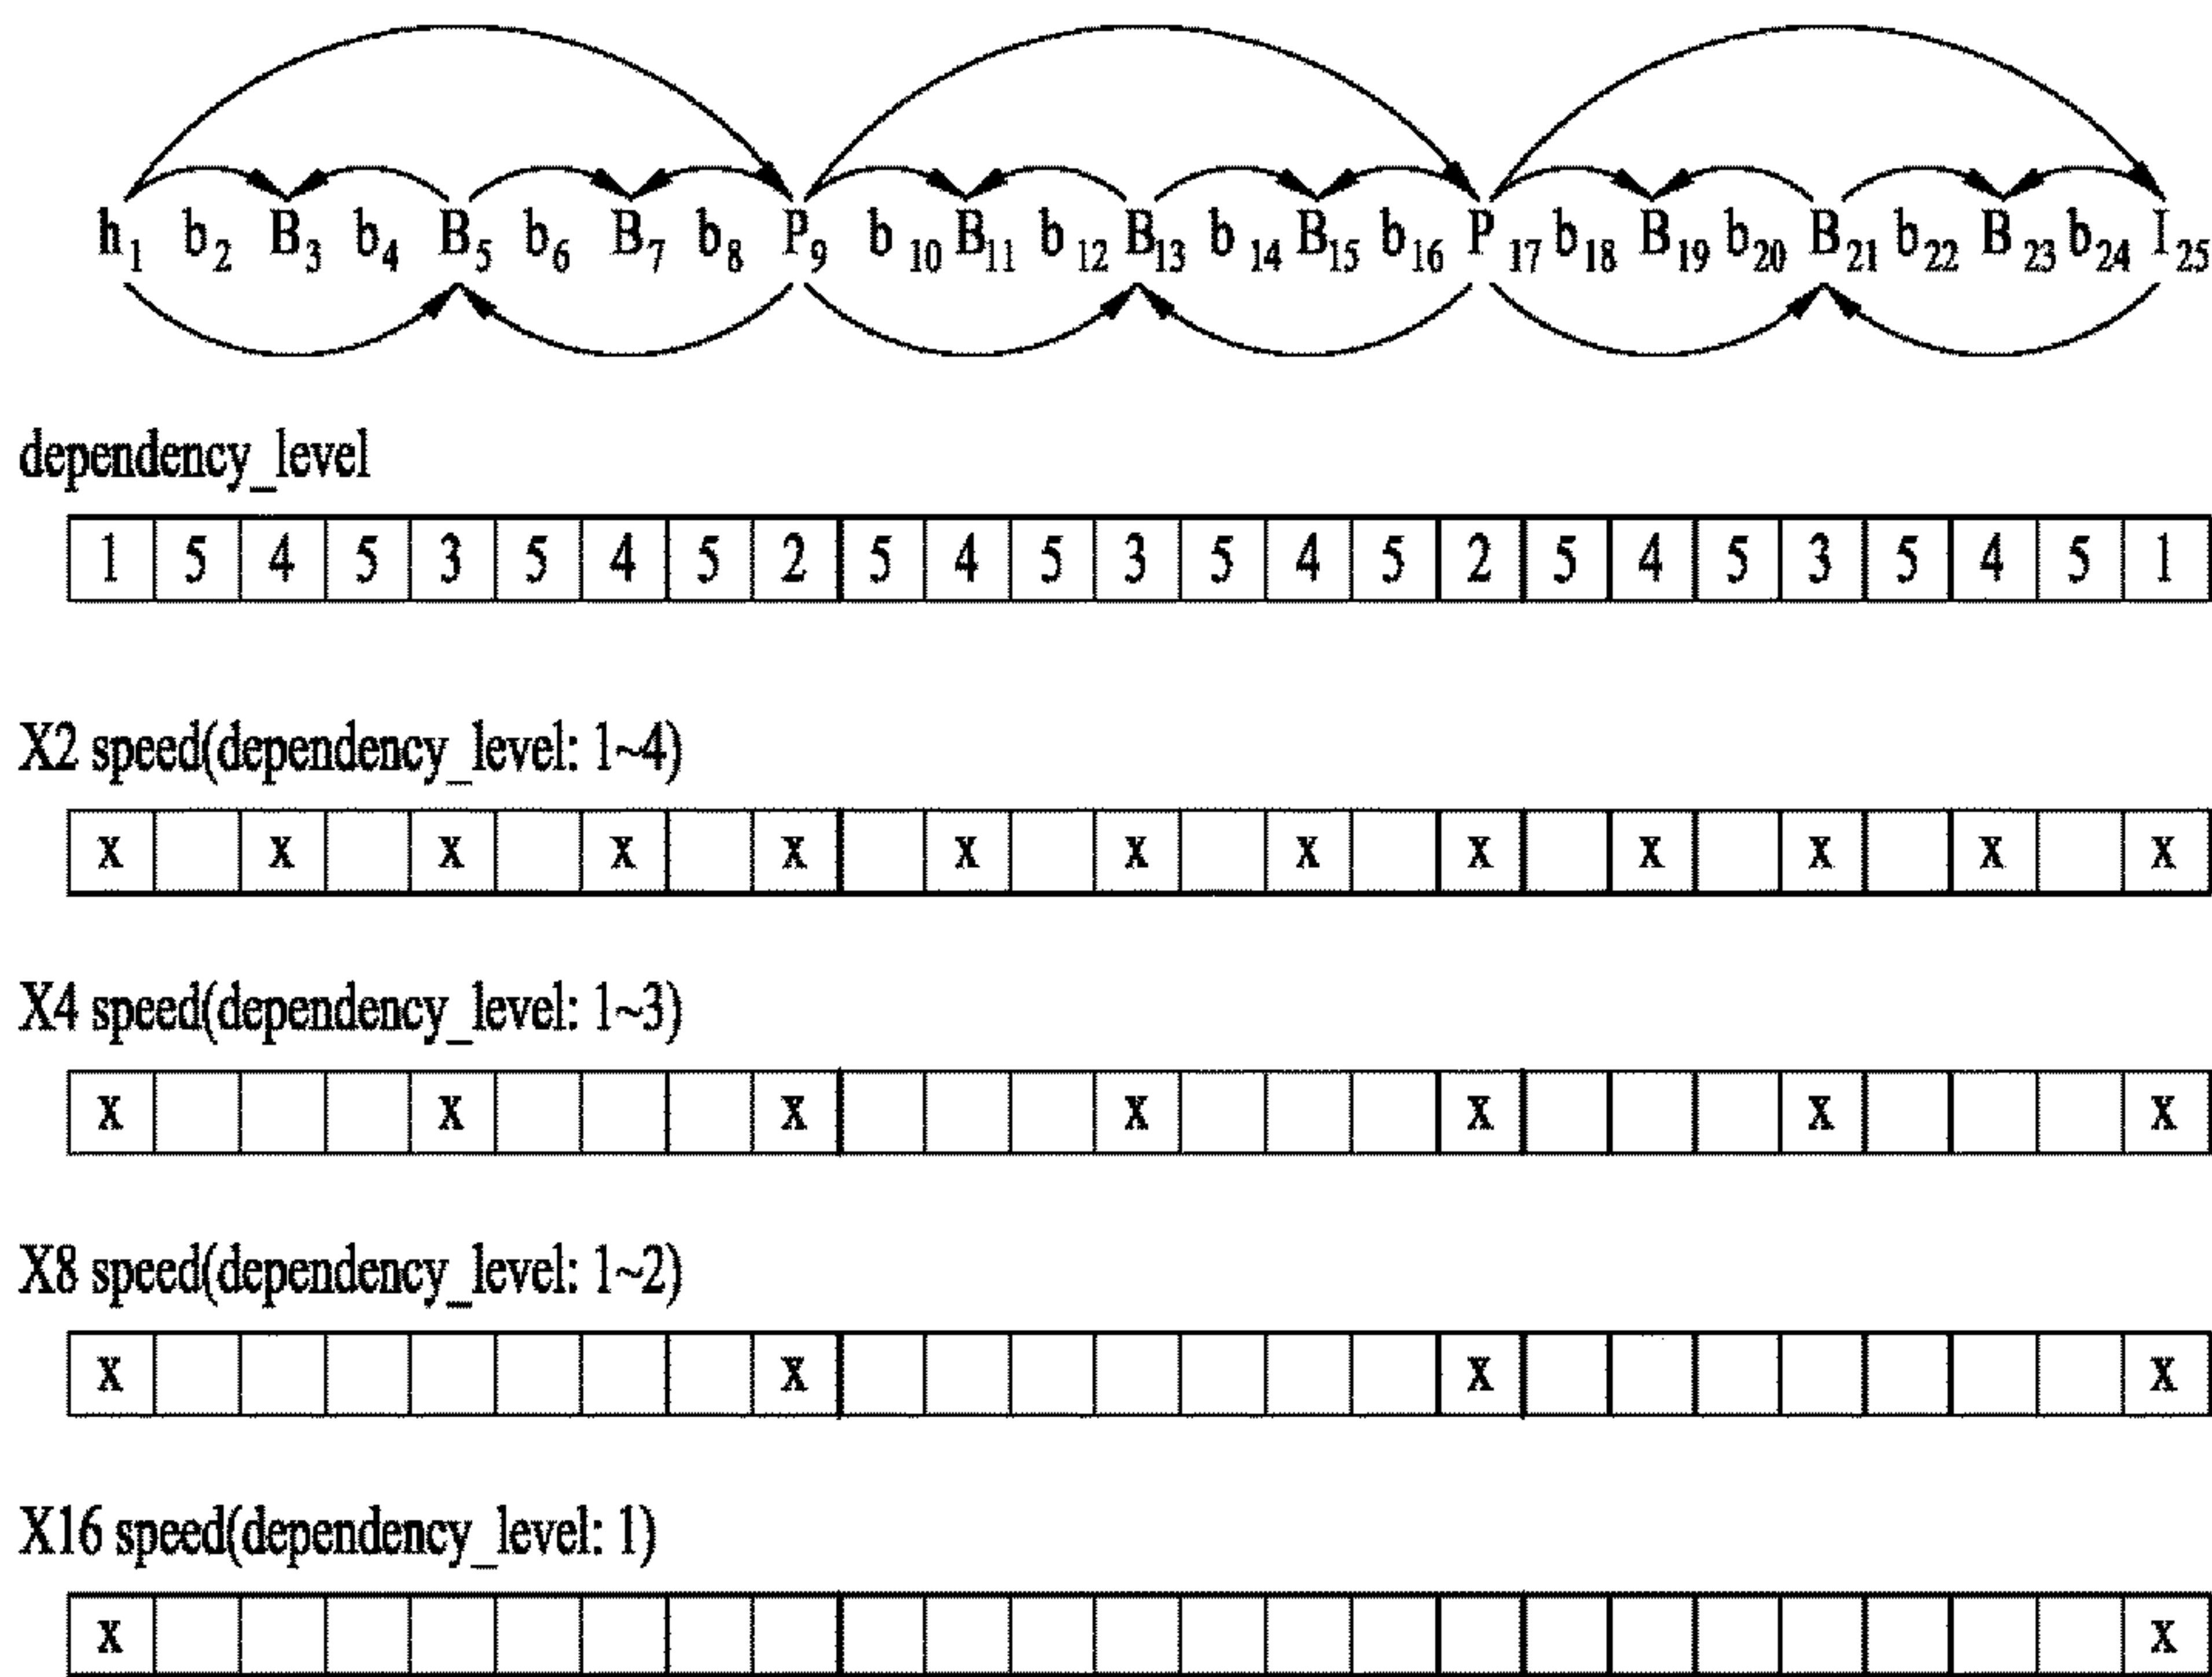 h1 b2 B3 b4 B5 b6 B7 b8 P9 b10 B11 b12 B13 b14 B15 b16 P17 b18 B19 b20 B21 b22 B23 b24 I25
dependency_level
1 5 4 5 3 5 4 5 2 5 4 5 3 5 4 5 2 5 4 5 3 5 4 5 1
X2 speed(dependency_level: 1~4)
x x x x x x x x x x x x x
X4 speed(dependency_level: 1~3)
x x x x x x x
X8 speed(dependency_level: 1~2)
x x x x
X16 speed(dependency_level: 1)
x x